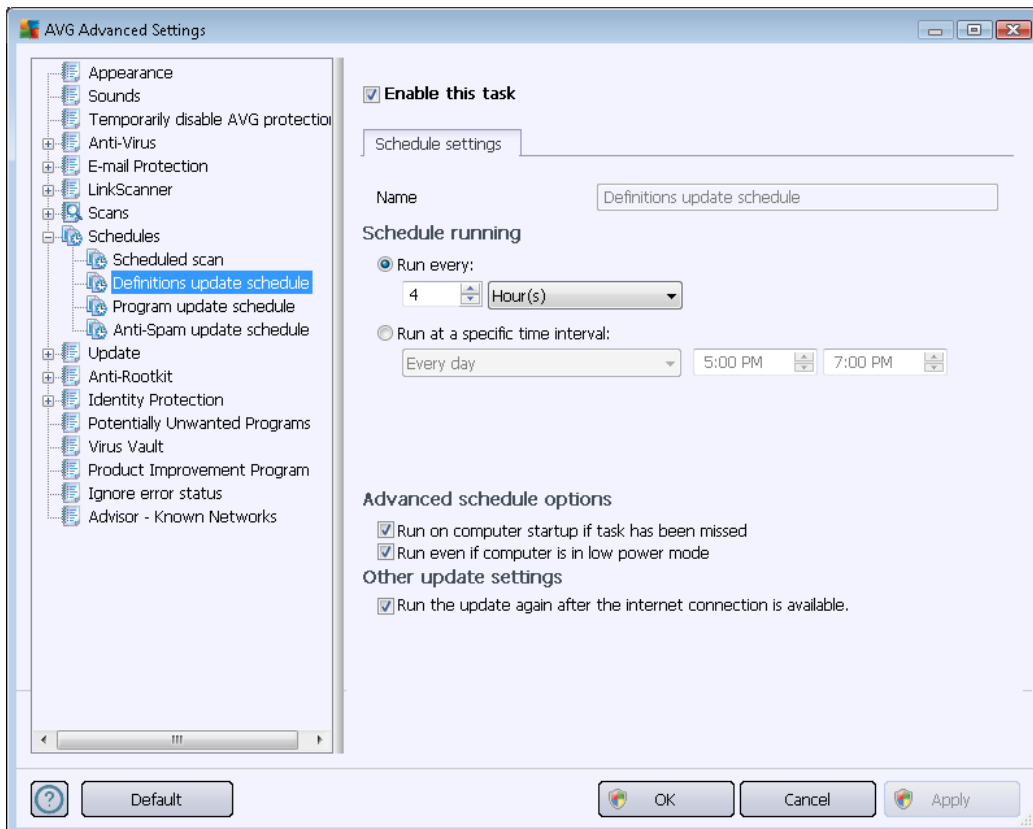 AVG Advanced Settings
Appearance
Sounds
Temporarily disable AVG protection
Anti-Virus
E-mail Protection
LinkScanner
Scans
Schedules
Scheduled scan
Definitions update schedule
Program update schedule
Anti-Spam update schedule
Update
Anti-Rootkit
Identity Protection
Potentially Unwanted Programs
Virus Vault
Product Improvement Program
Ignore error status
Advisor - Known Networks
Enable this task
Schedule settings
Name Definitions update schedule
Schedule running
Run every:
4 Hour(s)
Run at a specific time interval:
Every day 5:00 PM 7:00 PM
Advanced schedule options
Run on computer startup if task has been missed
Run even if computer is in low power mode
Other update settings
Run the update again after the internet connection is available.
? Default OK Cancel Apply